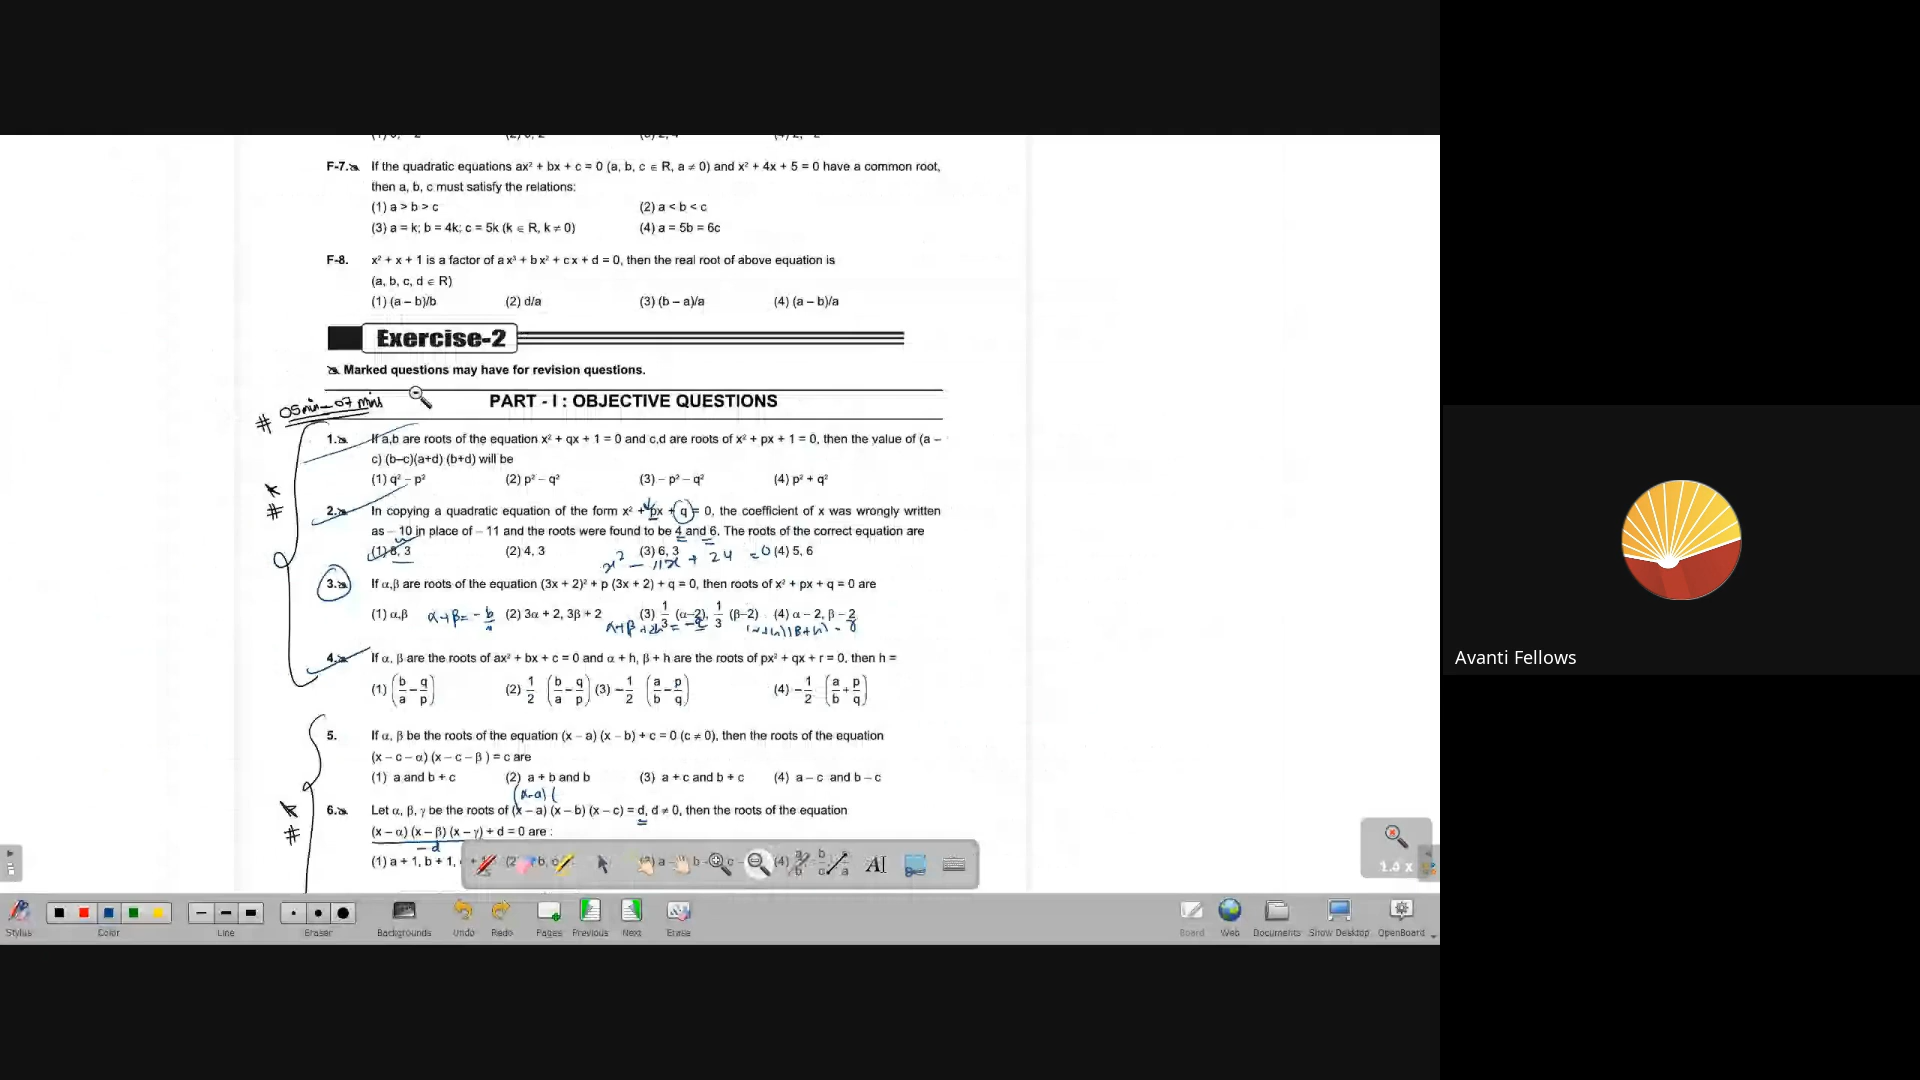 F-7. If the quadratic equations ax² + bx + c = 0 (a, b, c ∈ R, a ≠ 0) and x² + 4x + 5 = 0 have a common root,
then a, b, c must satisfy the relations:
(1) a > b > c (2) a < b < c
(3) a = k; b = 4k; c = 5k (k ∈ R, k ≠ 0) (4) a = 5b = 6c
F-8. x² + x + 1 is a factor of a x³ + b x² + c x + d = 0, then the real root of above equation is
(a, b, c, d ∈ R)
(1) (a – b)/b (2) d/a (3) (b – a)/a (4) (a – b)/a
Exercise-2
Marked questions may have for revision questions.
# 05min – 07 mins
PART - I : OBJECTIVE QUESTIONS
1. If a,b are roots of the equation x² + qx + 1 = 0 and c,d are roots of x² + px + 1 = 0, then the value of (a –
c) (b–c)(a+d) (b+d) will be
(1) q² – p² (2) p² – q² (3) – p² – q² (4) p² + q²
#
2. In copying a quadratic equation of the form x² + px + q = 0, the coefficient of x was wrongly written
as – 10 in place of – 11 and the roots were found to be 4 and 6. The roots of the correct equation are
(1) 8, 3 (2) 4, 3 (3) 6, 3 (4) 5, 6
x² – 11x + 24 = 0
3. If α,β are roots of the equation (3x + 2)² + p (3x + 2) + q = 0, then roots of x² + px + q = 0 are
(1) α,β (2) 3α + 2, 3β + 2 (3) 1/3 (α–2), 1/3 (β–2) (4) α – 2, β – 2
α+β = –b/a
4. If α, β are the roots of ax² + bx + c = 0 and α + h, β + h are the roots of px² + qx + r = 0, then h =
(1) (b/a – q/p) (2) 1/2 (b/a – q/p) (3) – 1/2 (a/b – p/q) (4) – 1/2 (a/b + p/q)
5. If α, β be the roots of the equation (x – a) (x – b) + c = 0 (c ≠ 0), then the roots of the equation
(x – c – α) (x – c – β ) = c are
(1) a and b + c (2) a + b and b (3) a + c and b + c (4) a – c and b – c
(x-a) (
#
6. Let α, β, γ be the roots of (x – a) (x – b) (x – c) = d, d ≠ 0, then the roots of the equation
(x – α) (x – β) (x – γ) + d = 0 are :
–d
(1) a + 1, b + 1,
AI
1.0 x
Avanti Fellows
Stylus Color Line Eraser Backgrounds Undo Redo Pages Previous Next Erase Board Web Documents Show Desktop OpenBoard